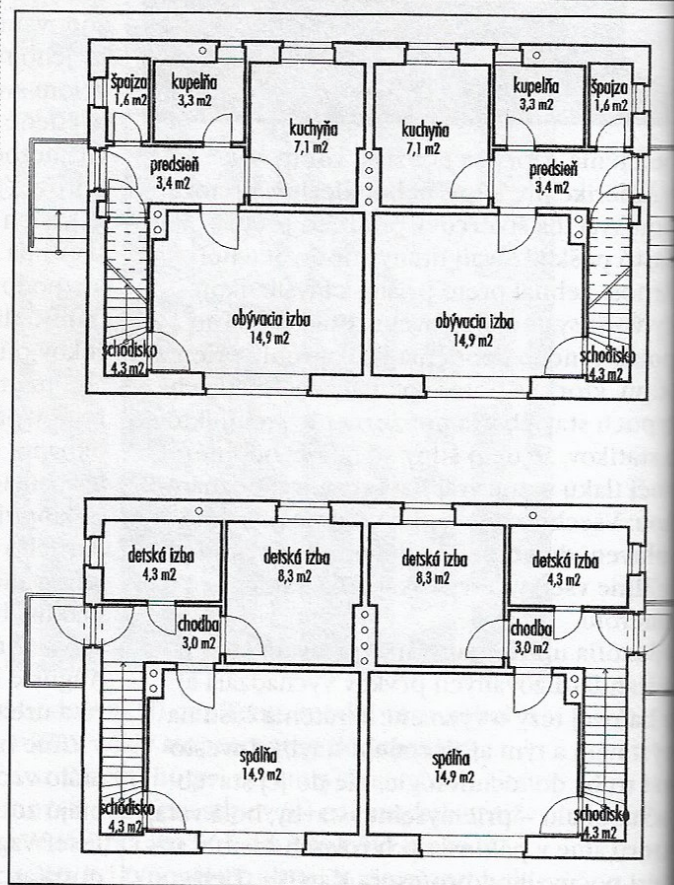 špajza
1,6 m2
kupelňa
3,3 m2
kuchyňa
7,1 m2
kuchyňa
7,1 m2
kupelňa
3,3 m2
špajza
1,6 m2
predsieň
3,4 m2
predsieň
3,4 m2
obývacia izba
14,9 m2
obývacia izba
14,9 m2
schodisko
4,3 m2
schodisko
4,3 m2
detská izba
4,3 m2
detská izba
8,3 m2
detská izba
8,3 m2
detská izba
4,3 m2
chodba
3,0 m2
chodba
3,0 m2
spálňa
14,9 m2
spálňa
14,9 m2
schodisko
4,3 m2
schodisko
4,3 m2